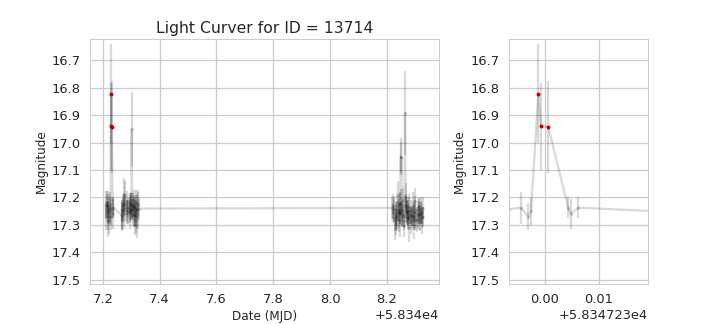 Light Curver for ID = 13714
Magnitude
16.7
16.8
16.9
17.0
17.1
17.2
17.3
17.4
17.5
7.2 7.4 7.6 7.8 8.0 8.2
Date (MJD)
+5.834e4
Magnitude
16.7
16.8
16.9
17.0
17.1
17.2
17.3
17.4
17.5
0.00 0.01
+5.834723e4